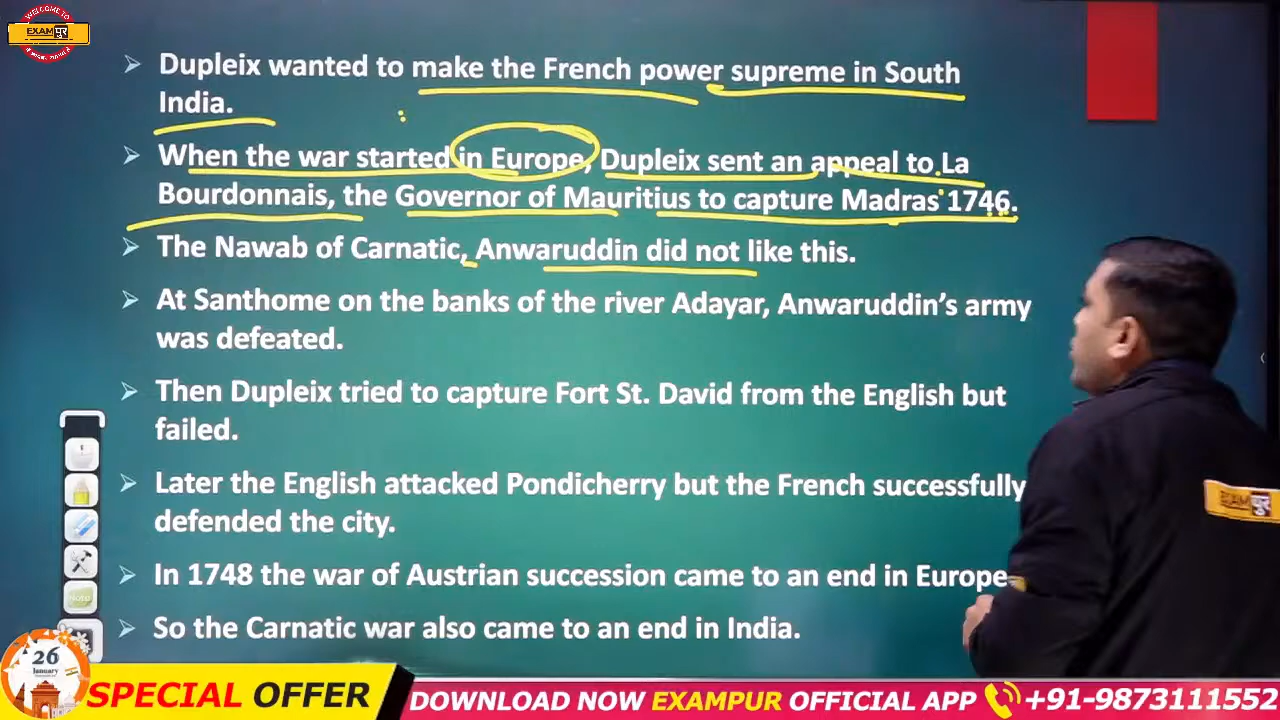 WELCOME TO
EXAM पुर
➤ Dupleix wanted to make the French power supreme in South
India.
➤ When the war started in Europe, Dupleix sent an appeal to La
Bourdonnais, the Governor of Mauritius to capture Madras 1746.
➤ The Nawab of Carnatic, Anwaruddin did not like this.
➤ At Santhome on the banks of the river Adayar, Anwaruddin’s army
was defeated.
➤ Then Dupleix tried to capture Fort St. David from the English but
failed.
➤ Later the English attacked Pondicherry but the French successfully
defended the city.
➤ In 1748 the war of Austrian succession came to an end in Europe
➤ So the Carnatic war also came to an end in India.
EXAM पुर
26
January
SPECIAL OFFER
DOWNLOAD NOW EXAMPUR OFFICIAL APP
+91-9873111552